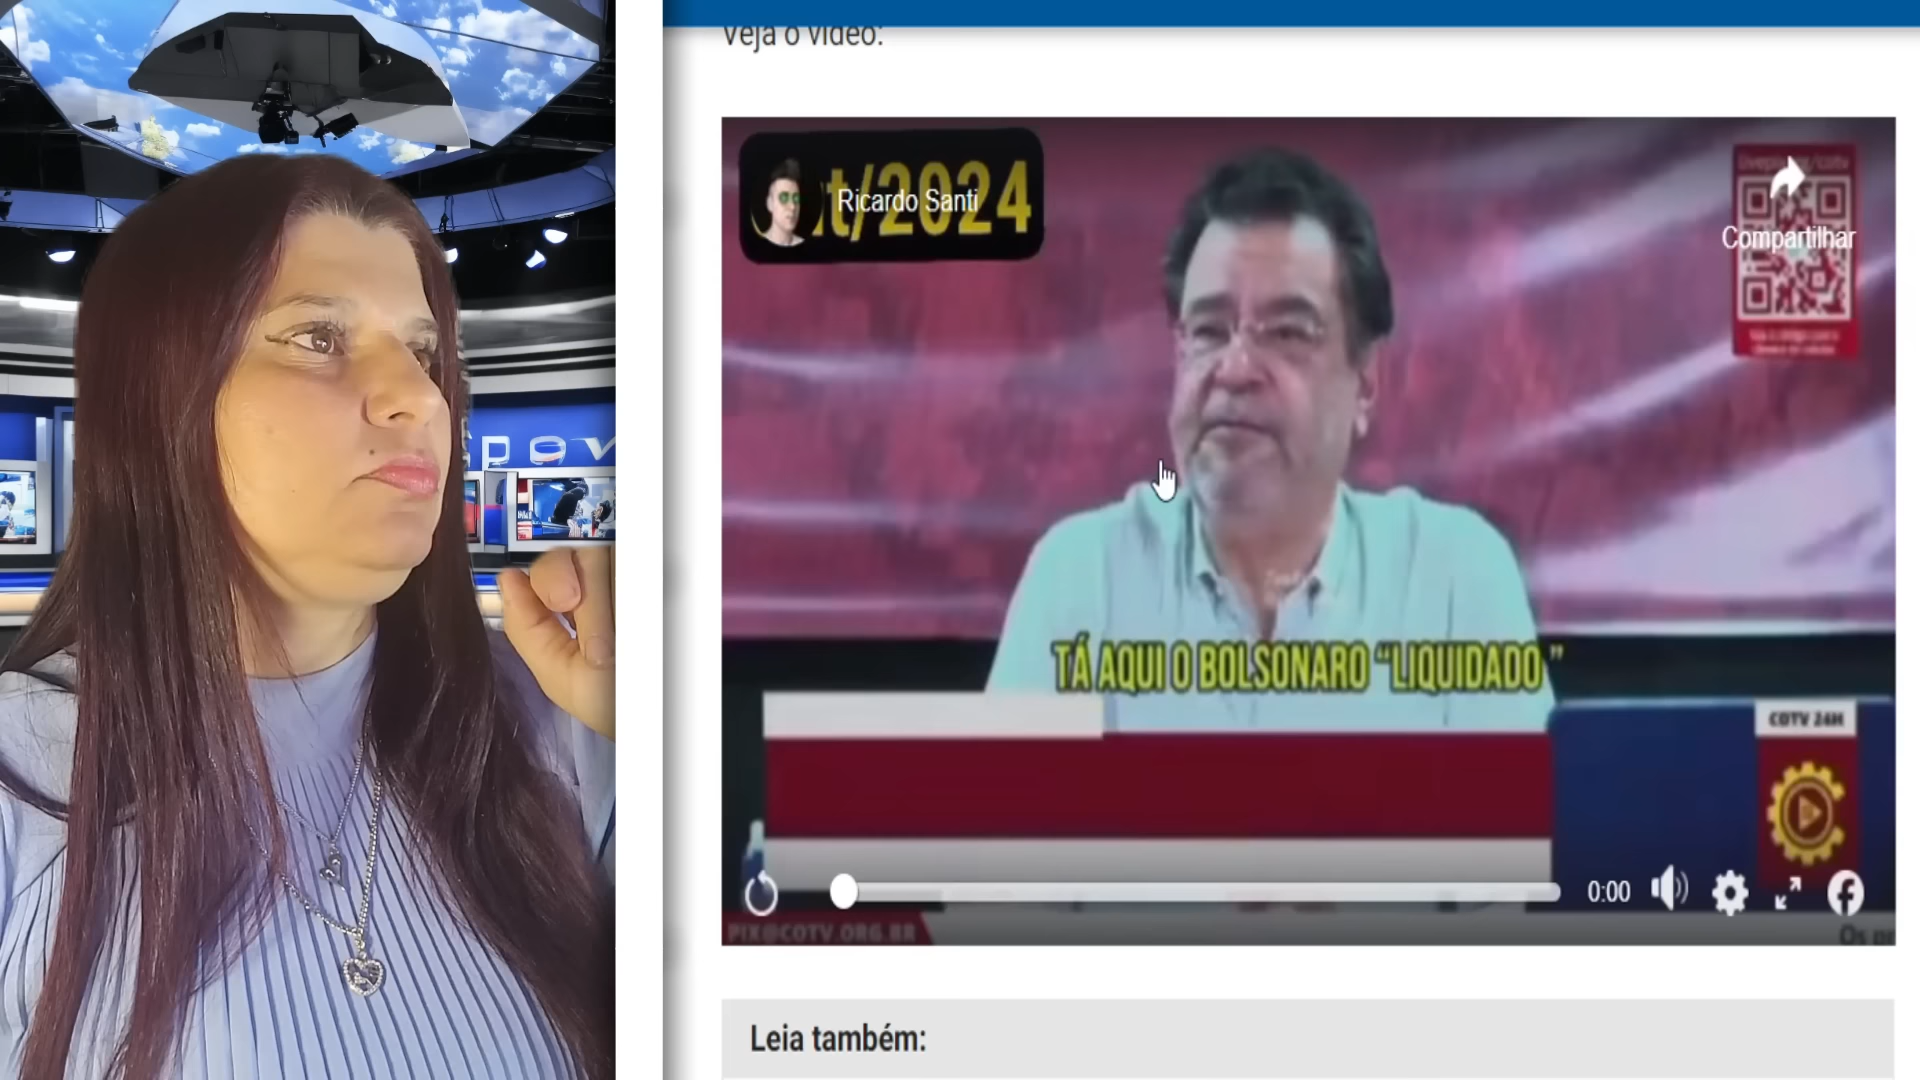 Veja o vídeo:
t/2024
Ricardo Santi
Compartilhar
TÁ AQUI O BOLSONARO “LIQUIDADO”
COTV 24H
0:00
PIX@COTV.ORG.BR
Leia também: